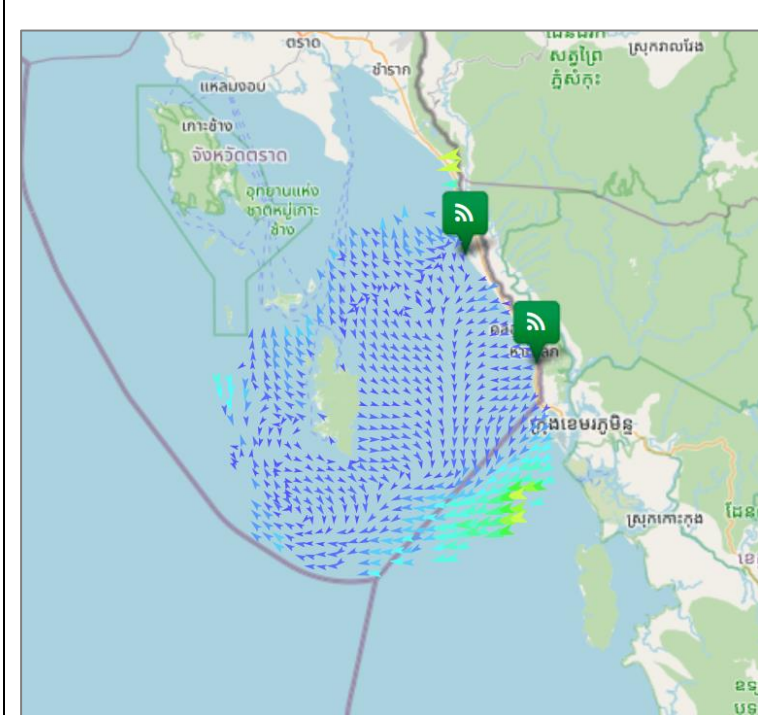 ตราด
ស្រុកវាលវែង
សត្វព្រៃ
ភ្នំសំកុះ
ชำราก
แหลมงอบ
เกาะช้าง
จังหวัดตราด
อุทยานแห่ง
ชาติหมู่เกาะ
ช้าง
ក្រុងខេមរភូមិន្ទ
ស្រុកកោះកុង